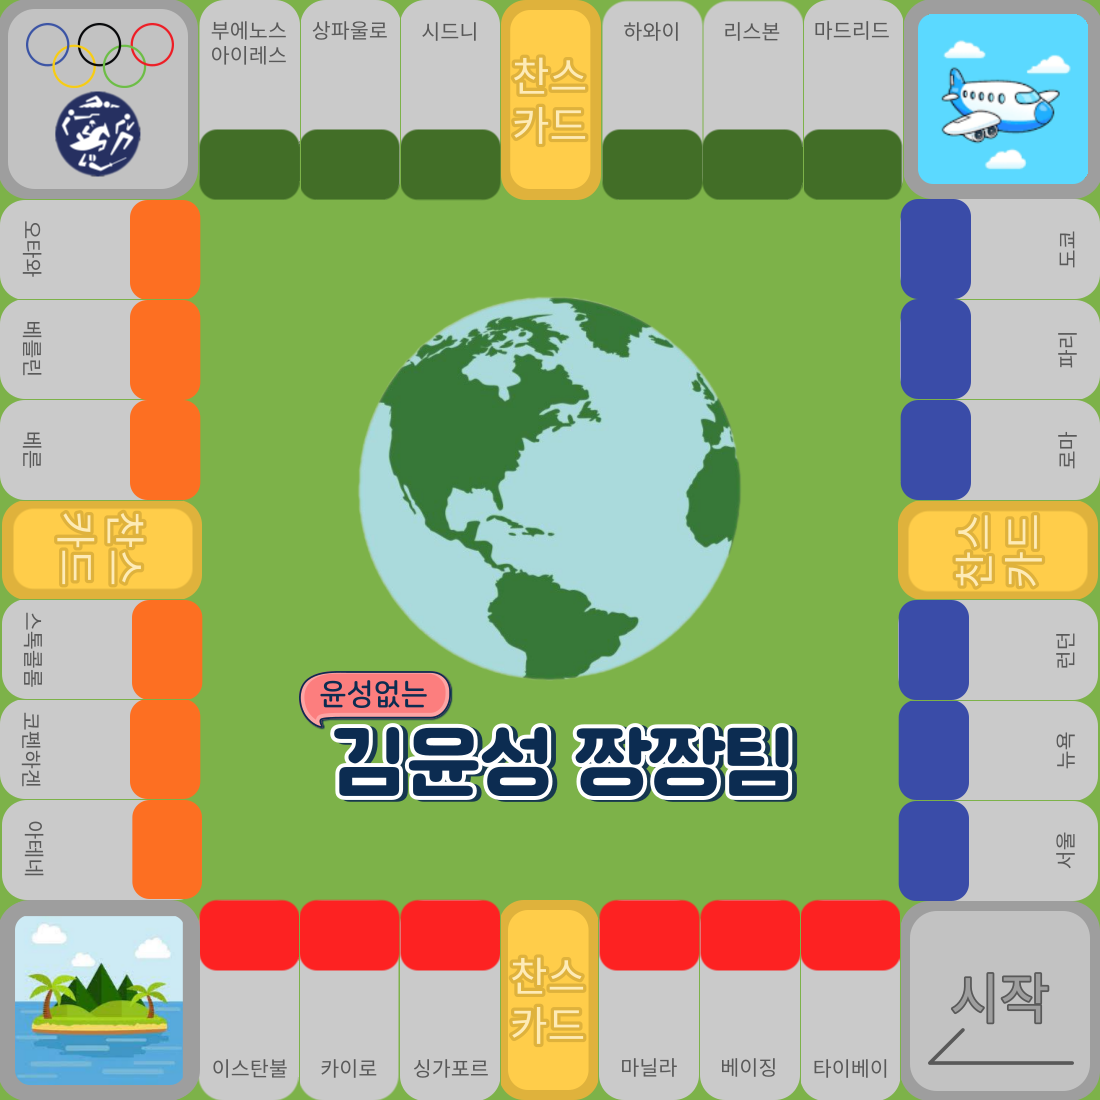 부에노스
아이레스
상파울로
시드니
찬스
카드
하와이
리스본
마드리드
오타와
베를린
베른
찬스
카드
스톡콜롬
코펜하겐
아테네
도쿄
파리
로마
찬스
카드
런던
뉴욕
서울
윤성없는
김윤성 짱짱팀
이스탄불
카이로
싱가포르
찬스
카드
마닐라
베이징
타이베이
시작